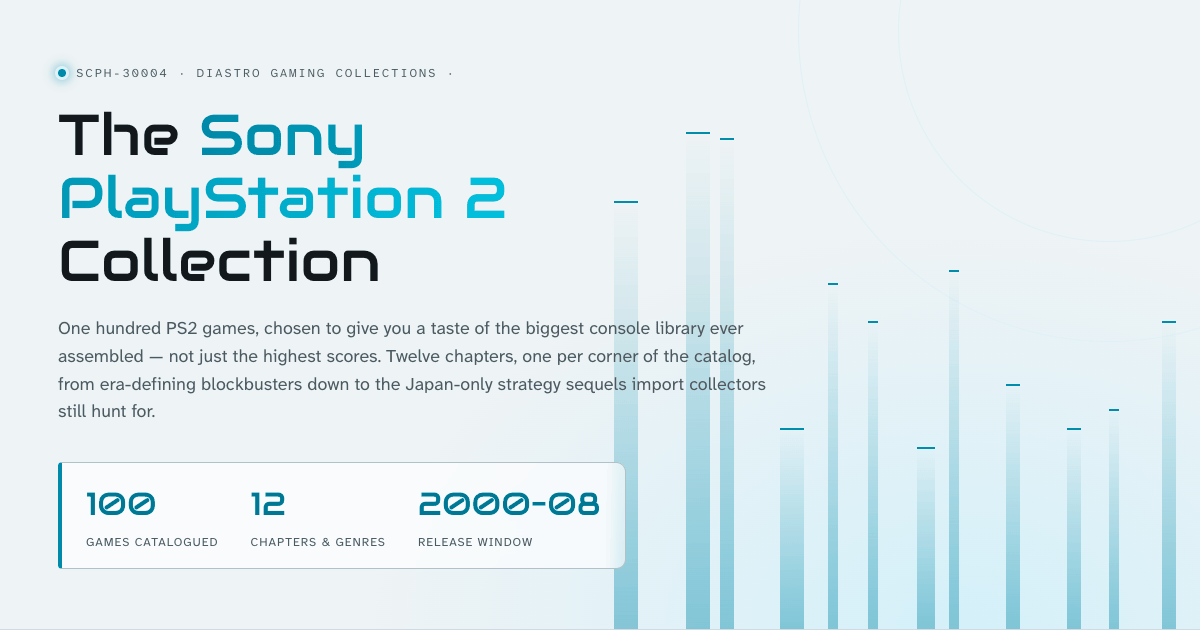 SCPH-30004 · DIASTRO GAMING COLLECTIONS ·
The Sony
PlayStation 2
Collection
One hundred PS2 games, chosen to give you a taste of the biggest console library ever
assembled — not just the highest scores. Twelve chapters, one per corner of the catalog,
from era-defining blockbusters down to the Japan-only strategy sequels import collectors
still hunt for.
100 12 2000-08
GAMES CATALOGUED CHAPTERS & GENRES RELEASE WINDOW